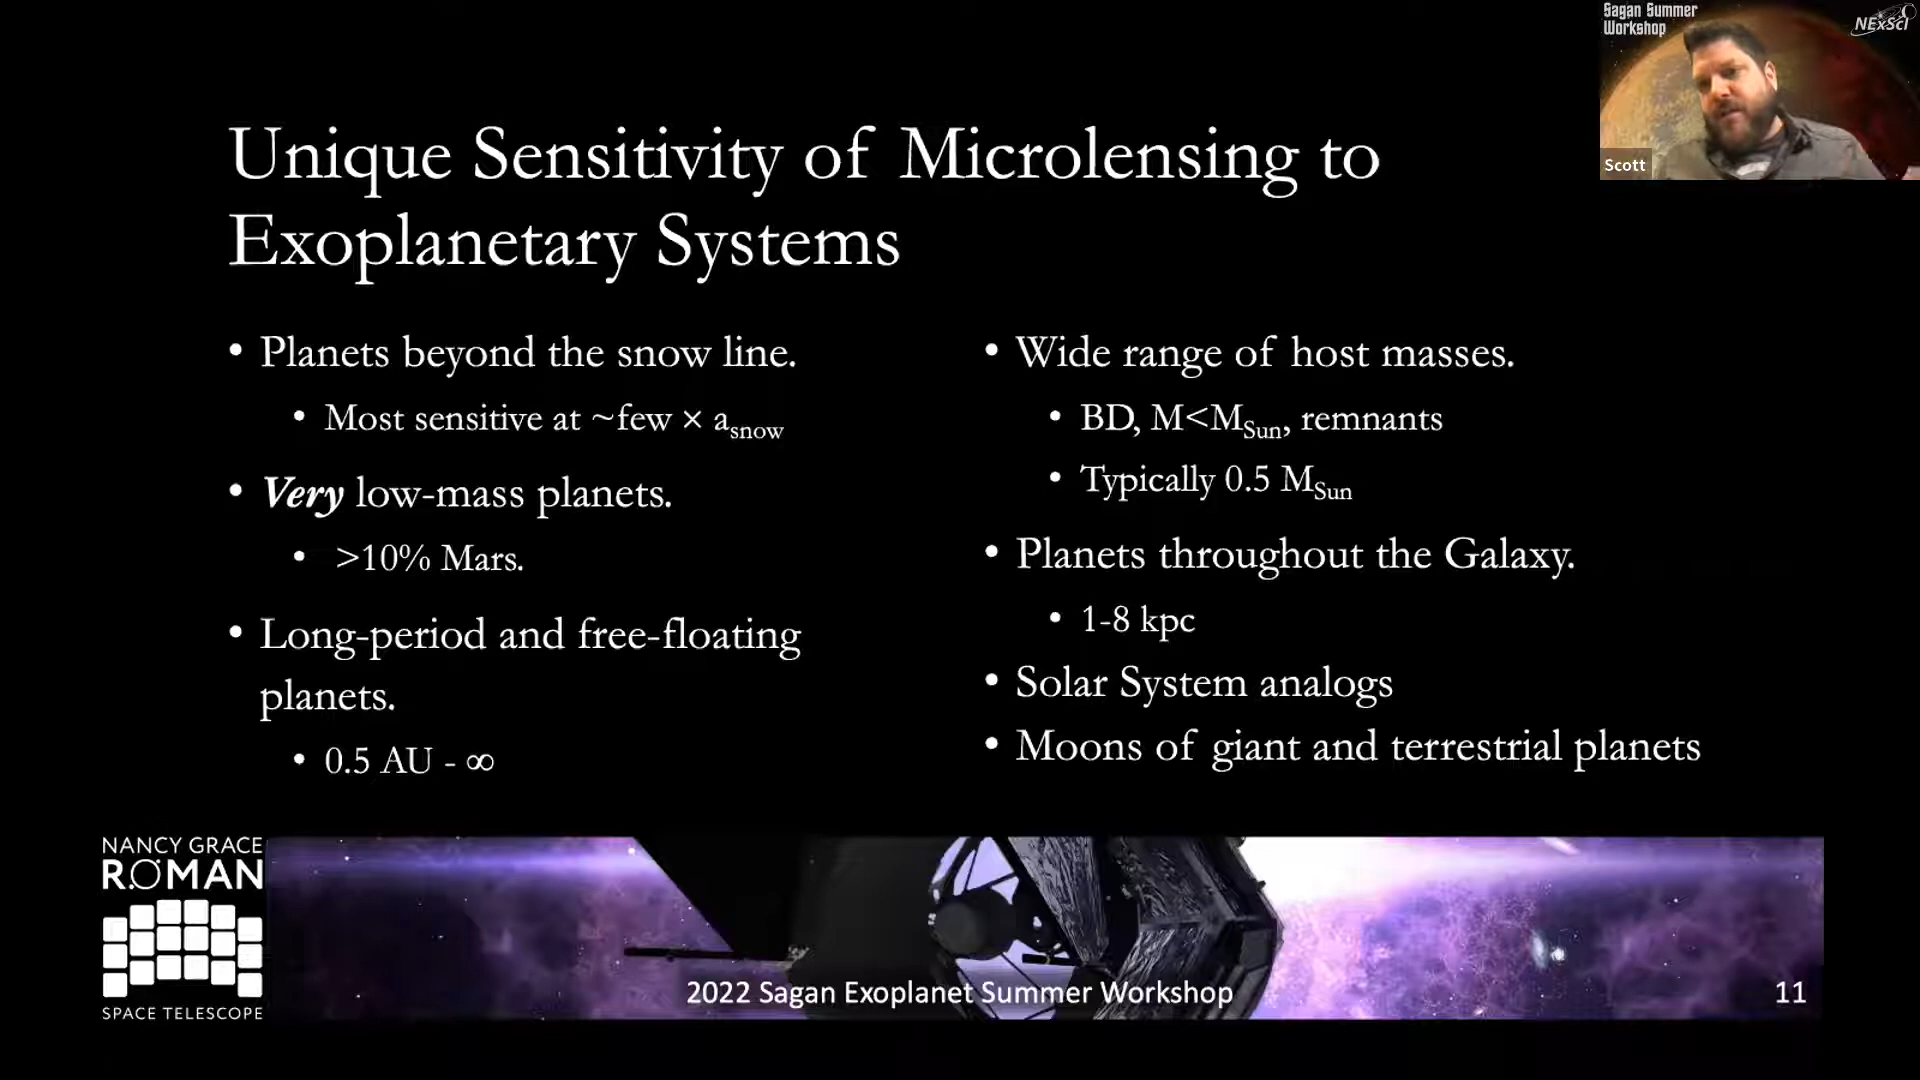 Sagan Summer
Workshop
NExScI
Scott
Unique Sensitivity of Microlensing to
Exoplanetary Systems
• Planets beyond the snow line.
• Most sensitive at ~few × asnow
• Very low-mass planets.
• >10% Mars.
• Long-period and free-floating
planets.
• 0.5 AU - ∞
• Wide range of host masses.
• BD, M<MSun, remnants
• Typically 0.5 MSun
• Planets throughout the Galaxy.
• 1-8 kpc
• Solar System analogs
• Moons of giant and terrestrial planets
NANCY GRACE
ROMAN
SPACE TELESCOPE
2022 Sagan Exoplanet Summer Workshop
11